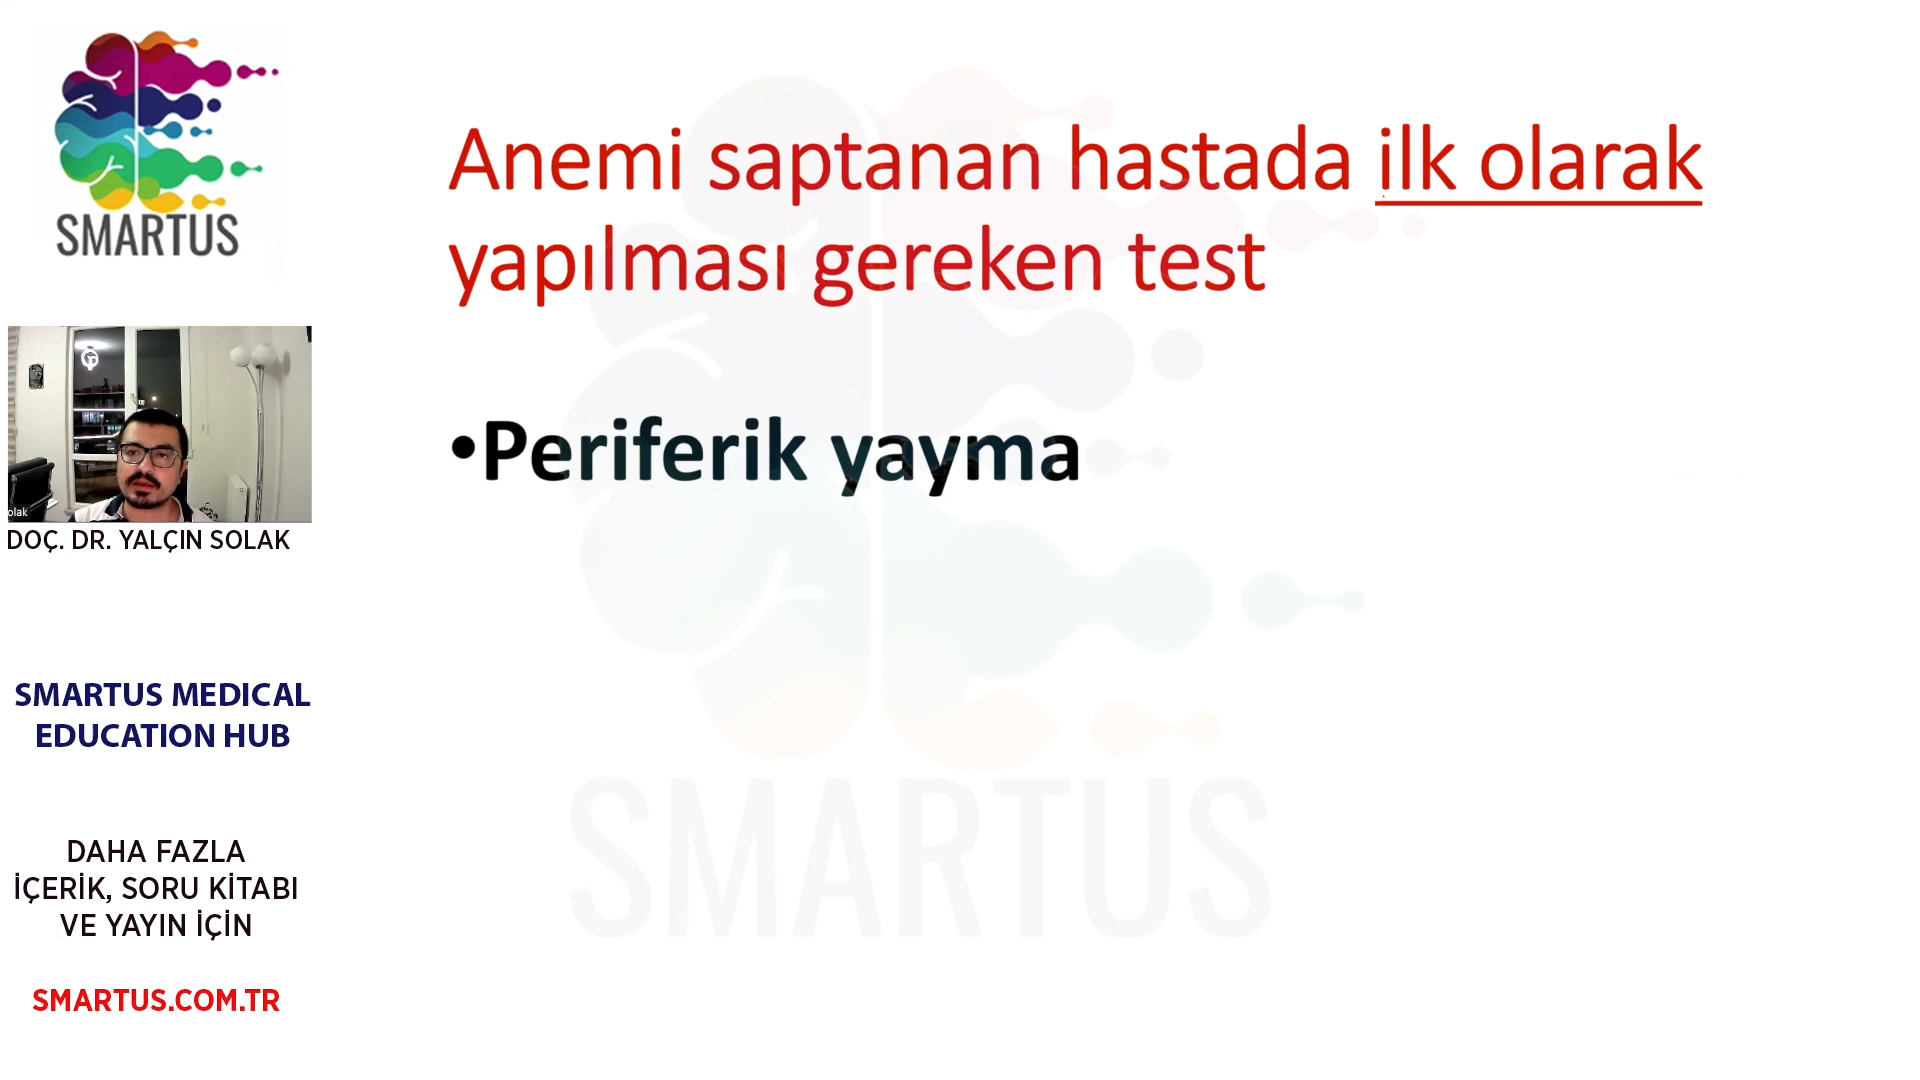 SMARTUS
Anemi saptanan hastada ilk olarak
yapılması gereken test
•Periferik yayma
olak
DOÇ. DR. YALÇIN SOLAK
SMARTUS MEDICAL
EDUCATION HUB
DAHA FAZLA
İÇERİK, SORU KİTABI
VE YAYIN İÇİN
SMARTUS.COM.TR
SMARTUS